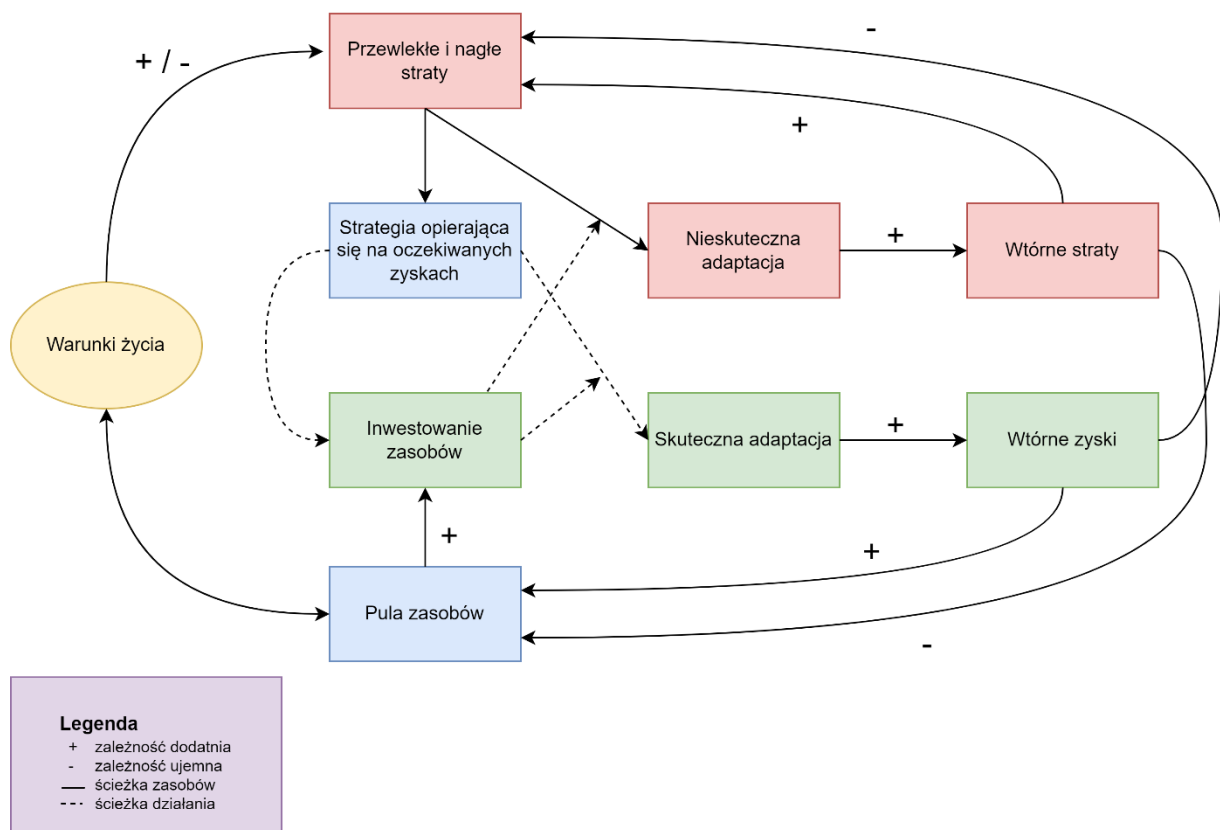 + / -
Przewlekłe i nagłe
straty
-
+
Strategia opierająca
się na oczekiwanych
zyskach
Nieskuteczna
adaptacja
+
Wtórne straty
Warunki życia
Inwestowanie
zasobów
Skuteczna adaptacja
+
Wtórne zyski
+
+
Pula zasobów
-
Legenda
+ zależność dodatnia
- zależność ujemna
ścieżka zasobów
ścieżka działania